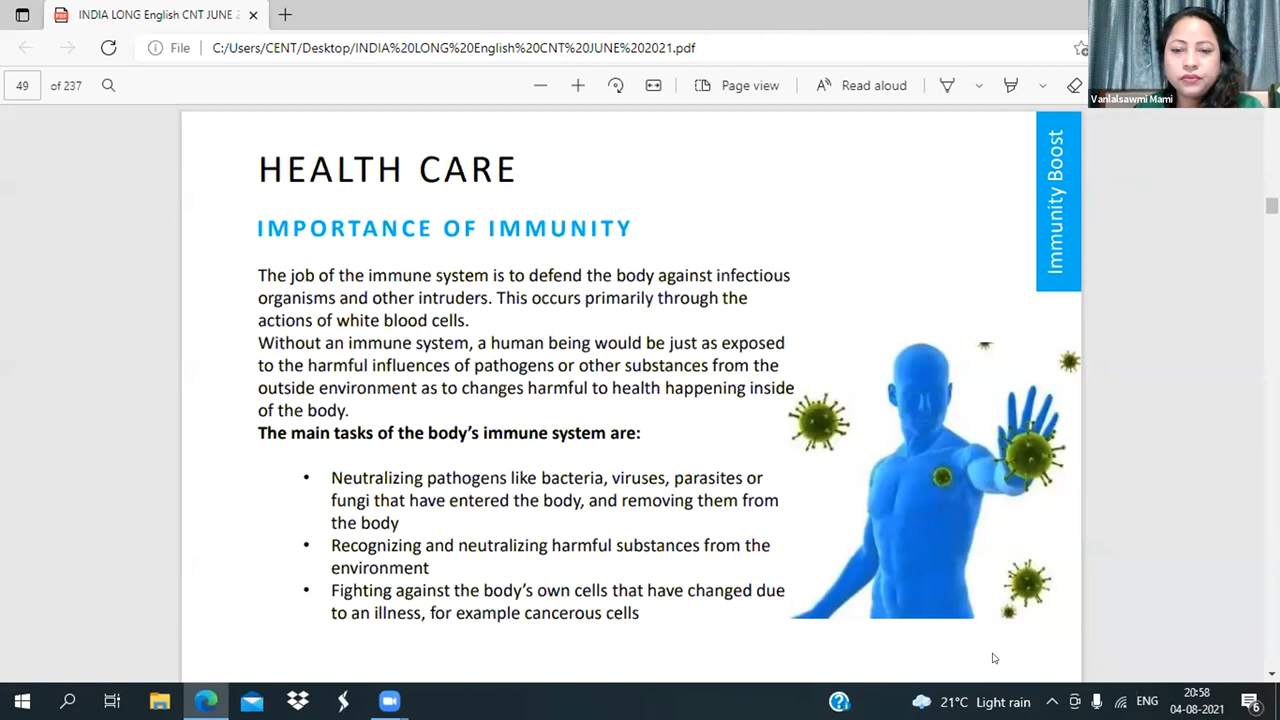 INDIA LONG English CNT JUNE 2
File
C:/Users/CENT/Desktop/INDIA%20LONG%20English%20CNT%20JUNE%202021.pdf
49 of 237
Page view
Read aloud
Vanlalsawmi Mami
HEALTH CARE
Immunity Boost
IMPORTANCE OF IMMUNITY
The job of the immune system is to defend the body against infectious
organisms and other intruders. This occurs primarily through the
actions of white blood cells.
Without an immune system, a human being would be just as exposed
to the harmful influences of pathogens or other substances from the
outside environment as to changes harmful to health happening inside
of the body.
The main tasks of the body's immune system are:
• Neutralizing pathogens like bacteria, viruses, parasites or
fungi that have entered the body, and removing them from
the body
• Recognizing and neutralizing harmful substances from the
environment
• Fighting against the body's own cells that have changed due
to an illness, for example cancerous cells
21°C Light rain
ENG
20:58
04-08-2021
6